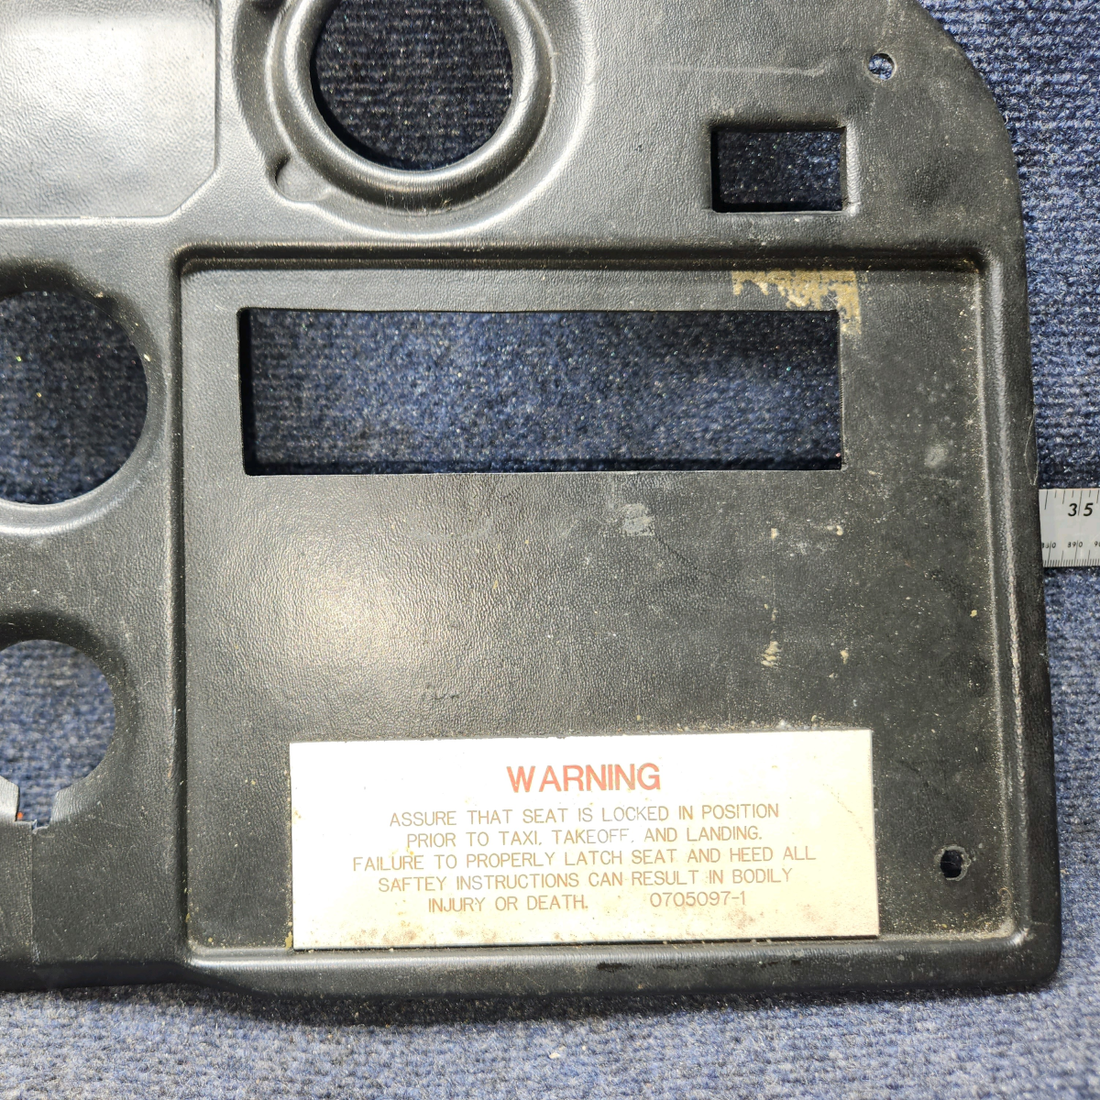 35
WARNING
ASSURE THAT SEAT IS LOCKED IN POSITION
PRIOR TO TAXI, TAKEOFF, AND LANDING.
FAILURE TO PROPERLY LATCH SEAT AND HEED ALL
SAFTEY INSTRUCTIONS CAN RESULT IN BODILY
INJURY OR DEATH. 0705097-1